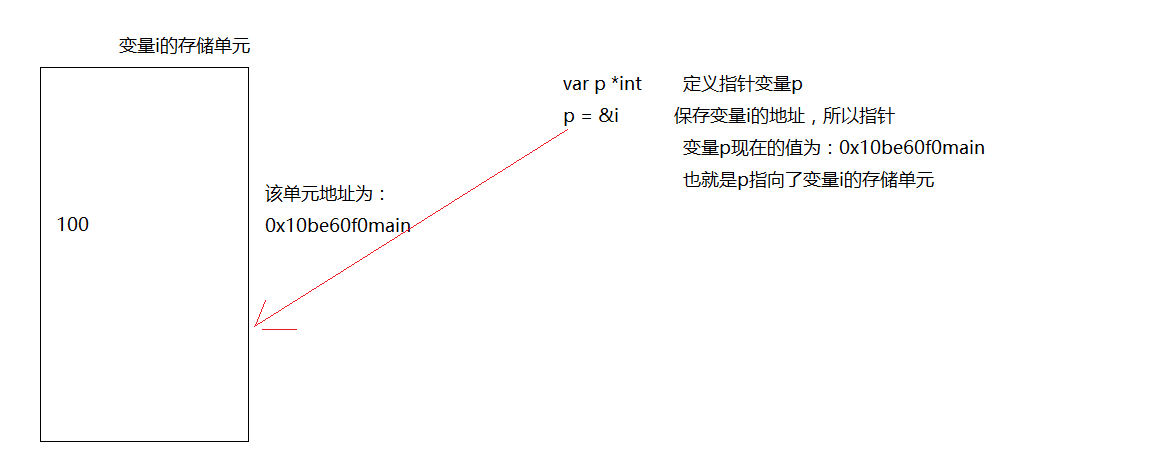 变量i的存储单元
100
该单元地址为：
0x10be60f0main
var p *int 定义指针变量p
p = &i 保存变量i的地址，所以指针
变量p现在的值为：0x10be60f0main
也就是p指向了变量i的存储单元